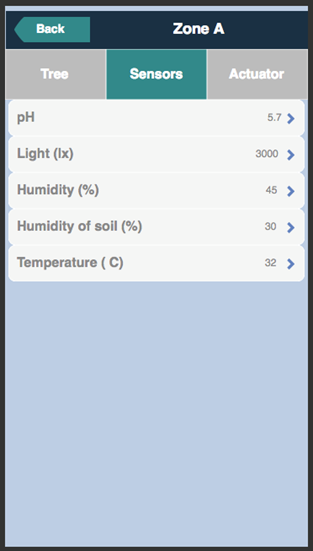 Back
Zone A
Tree
Sensors
Actuator
pH 5.7
Light (lx) 3000
Humidity (%) 45
Humidity of soil (%) 30
Temperature ( C) 32